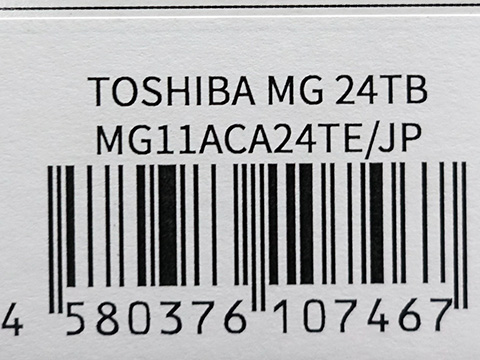 TOSHIBA MG 24TB
MG11ACA24TE/JP
4 580376 107467